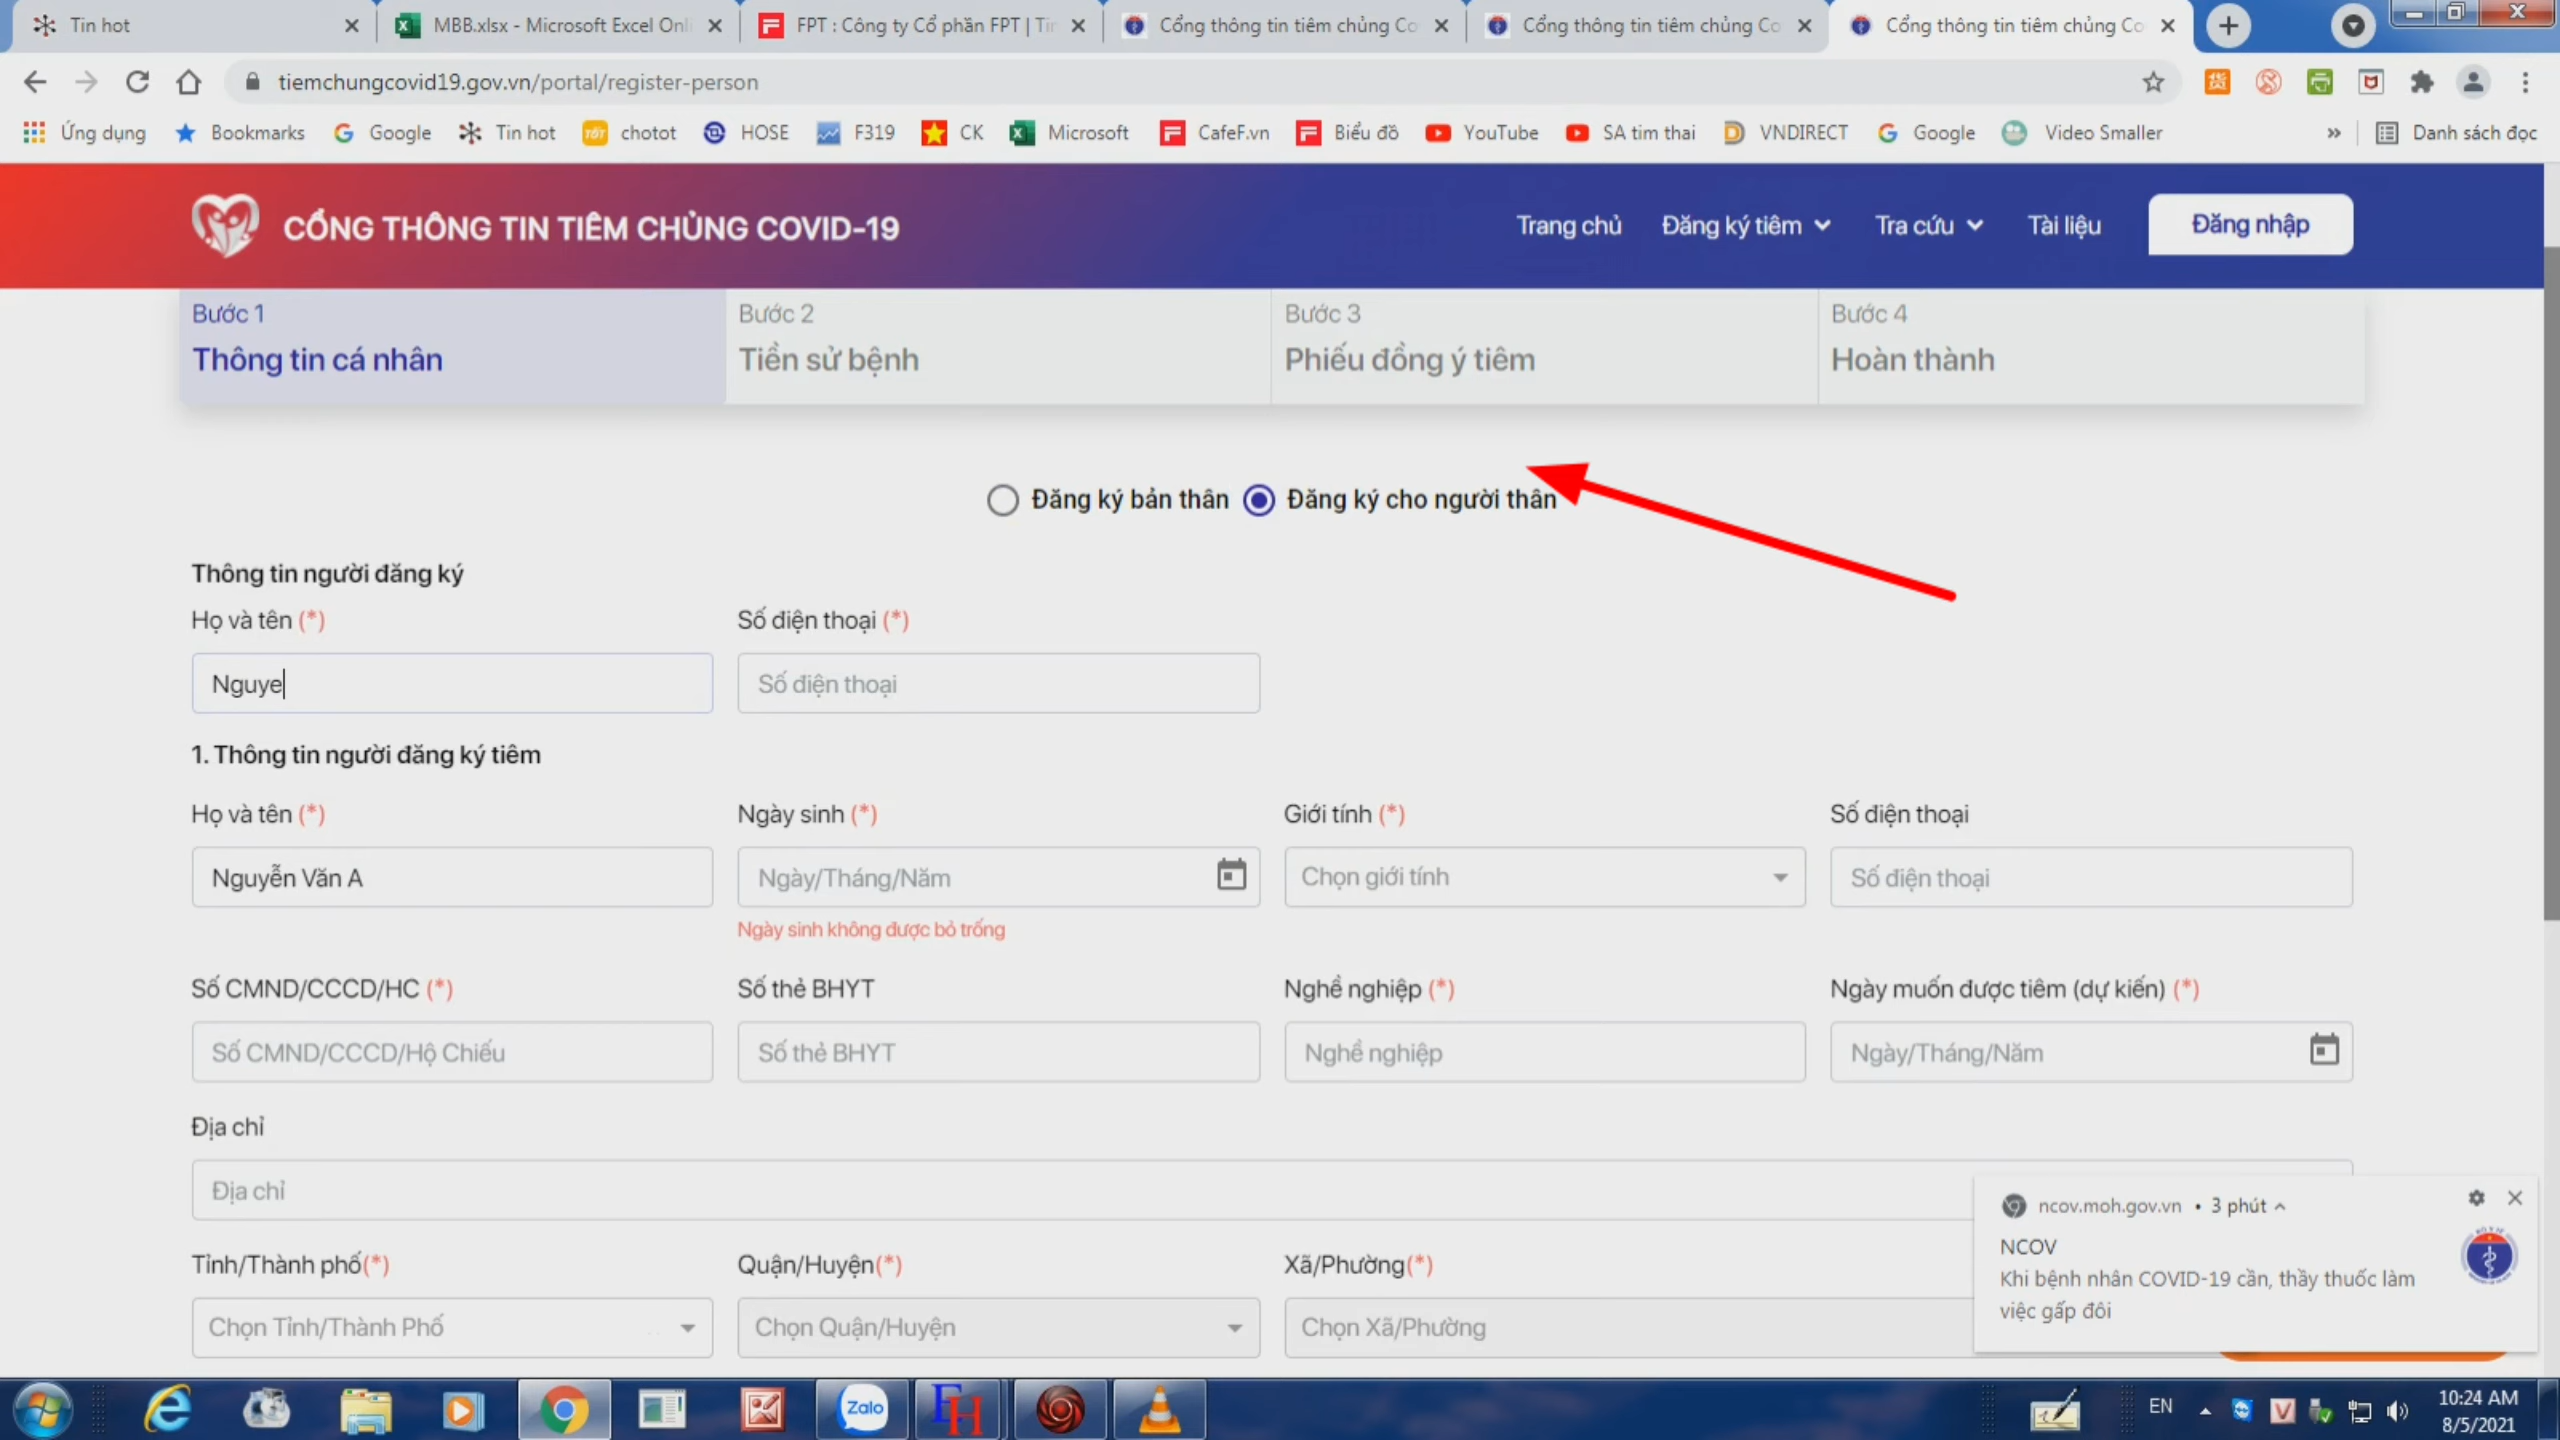 Tin hot
MBB.xlsx - Microsoft Excel Onli
FPT : Công ty Cổ phần FPT | Tin
Cổng thông tin tiêm chủng Co
Cổng thông tin tiêm chủng Co
Cổng thông tin tiêm chủng Co
tiemchungcovid19.gov.vn/portal/register-person
Ứng dụng Bookmarks Google Tin hot chotot HOSE F319 CK Microsoft CafeF.vn Biểu đồ YouTube SA tim thai VNDIRECT Google Video Smaller » Danh sách đọc
CỔNG THÔNG TIN TIÊM CHỦNG COVID-19
Trang chủ Đăng ký tiêm Tra cứu Tài liệu Đăng nhập
Bước 1 Bước 2 Bước 3 Bước 4
Thông tin cá nhân Tiền sử bệnh Phiếu đồng ý tiêm Hoàn thành
Đăng ký bản thân Đăng ký cho người thân
Thông tin người đăng ký
Họ và tên (*) Số điện thoại (*)
Nguye Số điện thoại
1. Thông tin người đăng ký tiêm
Họ và tên (*) Ngày sinh (*) Giới tính (*) Số điện thoại
Nguyễn Văn A Ngày/Tháng/Năm Chọn giới tính Số điện thoại
Ngày sinh không được bỏ trống
Số CMND/CCCD/HC (*) Số thẻ BHYT Nghề nghiệp (*) Ngày muốn được tiêm (dự kiến) (*)
Số CMND/CCCD/Hộ Chiếu Số thẻ BHYT Nghề nghiệp Ngày/Tháng/Năm
Địa chỉ
Địa chỉ
Tỉnh/Thành phố(*) Quận/Huyện(*) Xã/Phường(*)
Chọn Tỉnh/Thành Phố Chọn Quận/Huyện Chọn Xã/Phường
ncov.moh.gov.vn • 3 phút
NCOV
Khi bệnh nhân COVID-19 cần, thầy thuốc làm
việc gấp đôi
Zalo
EN
10:24 AM
8/5/2021